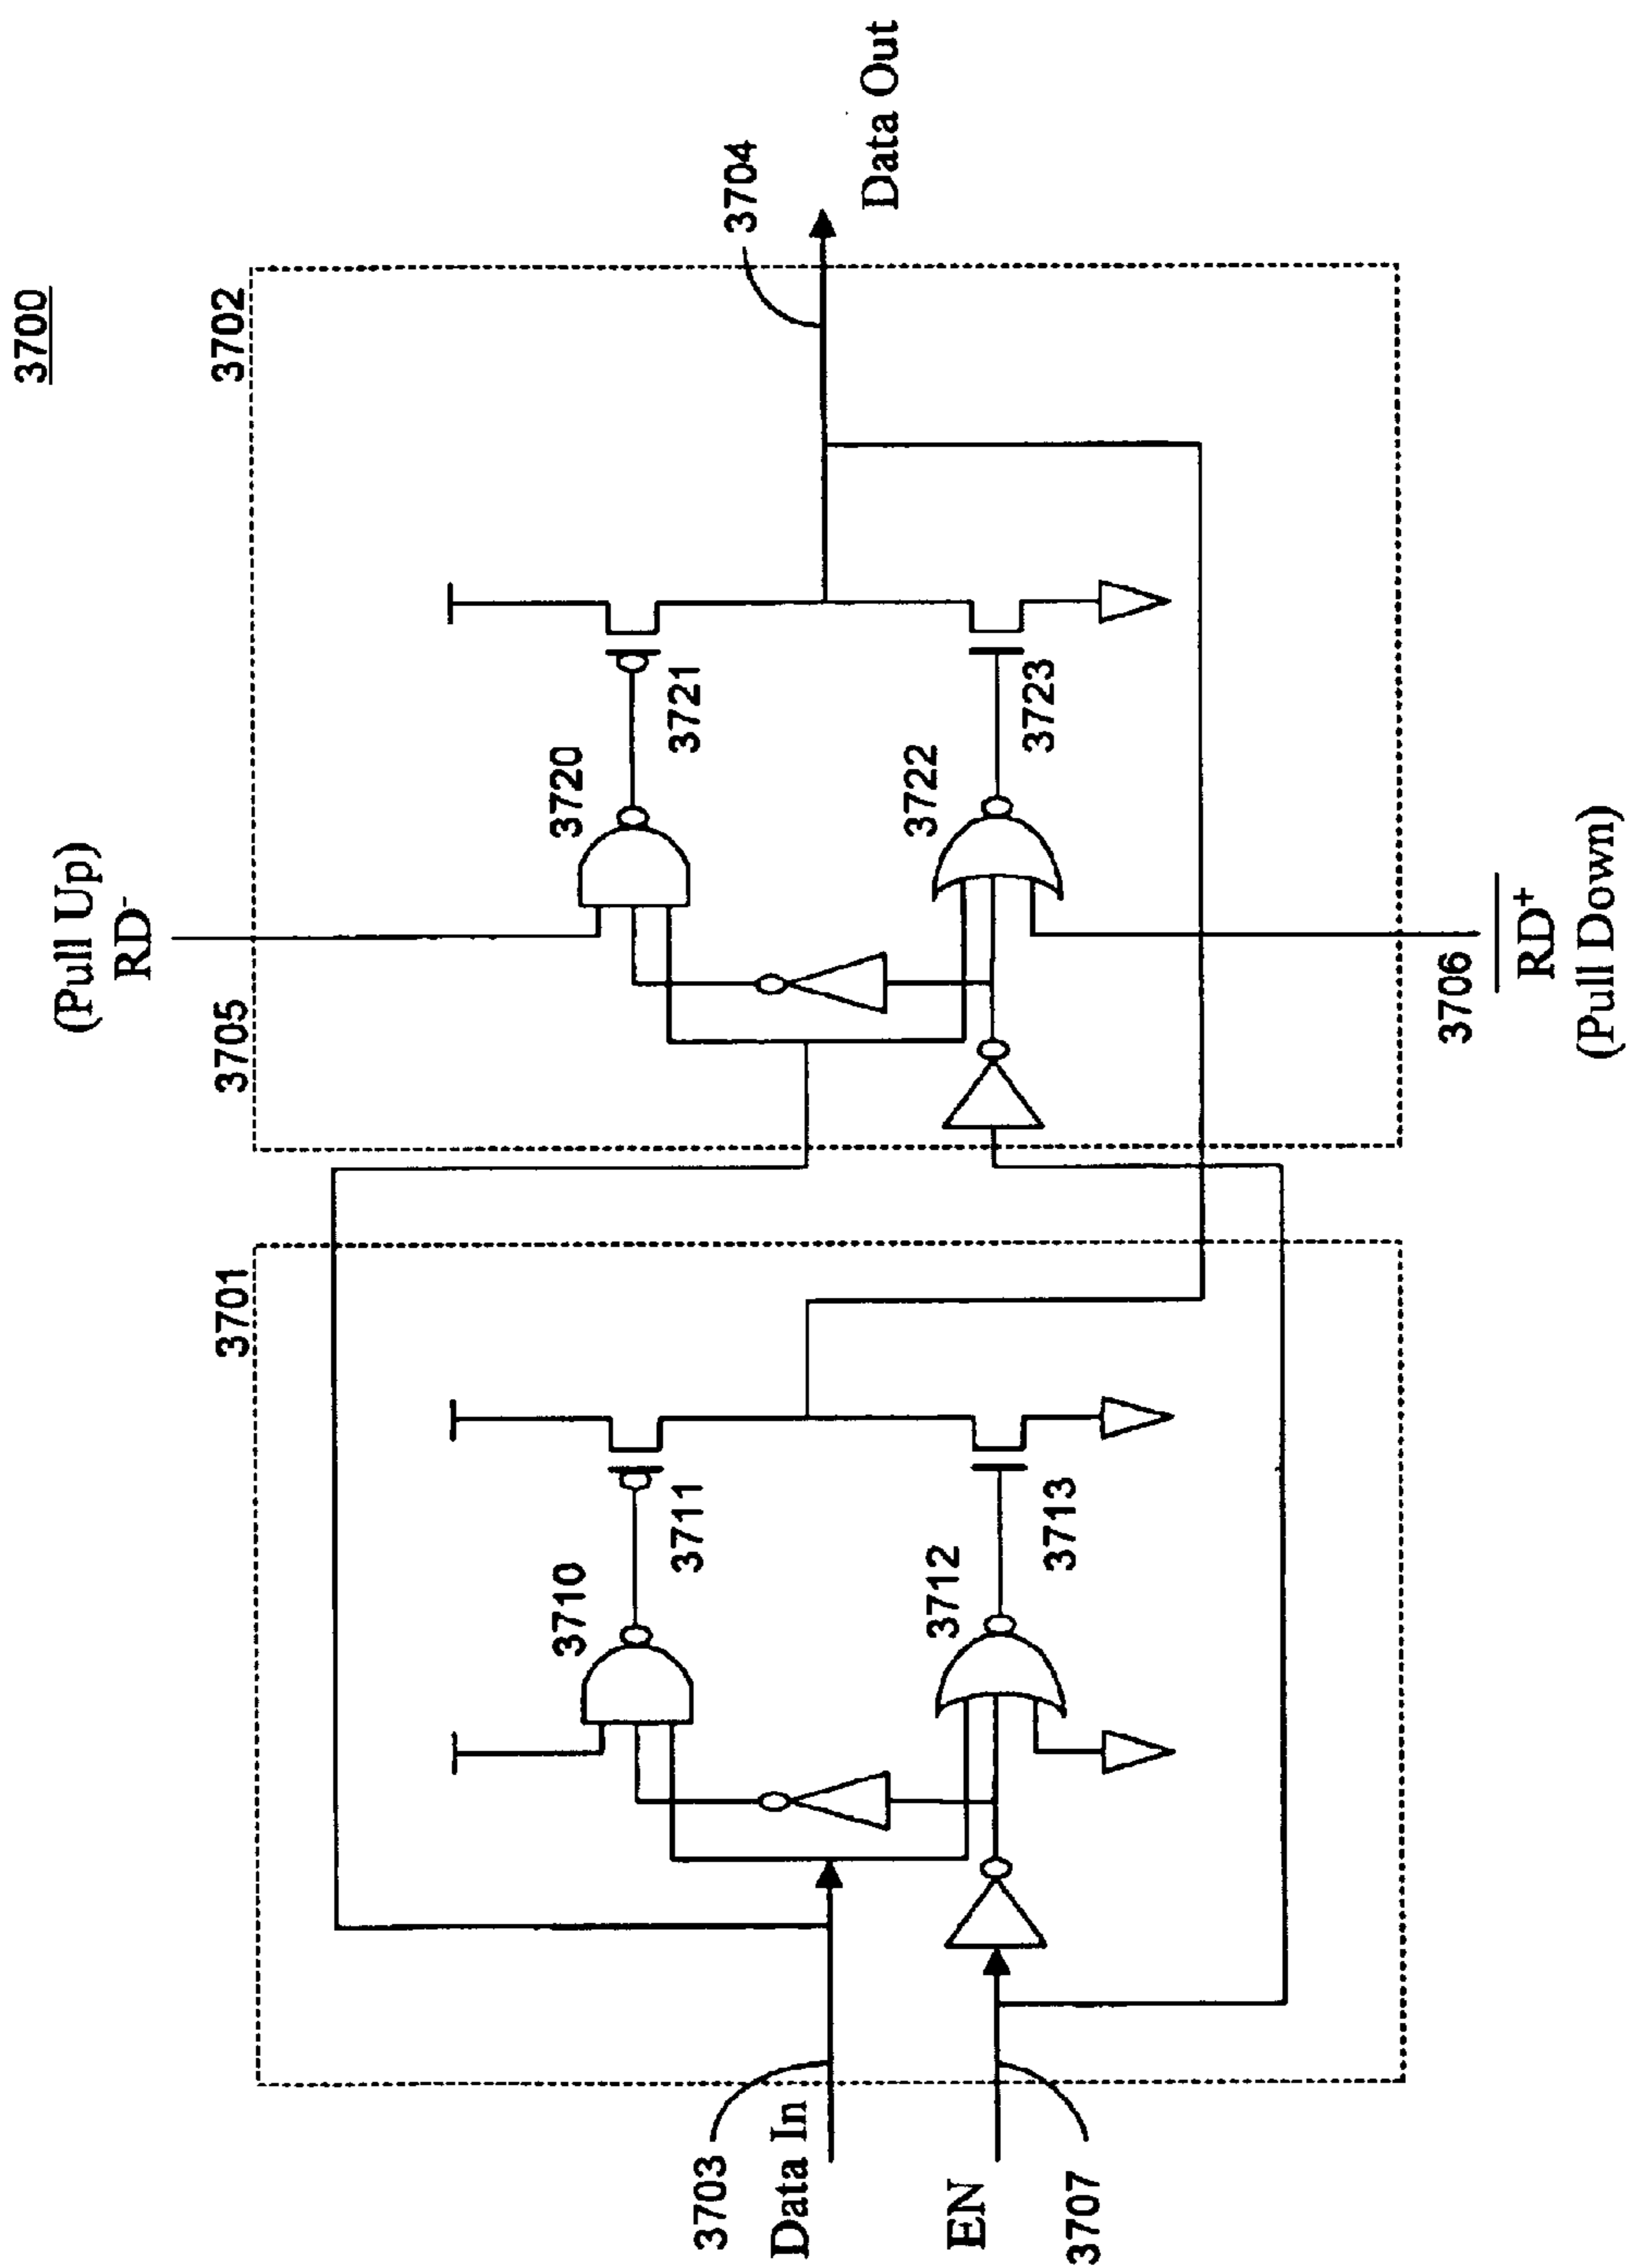 3700
(Pull Up)
RD⁻
3705
3702
3701
3720
3721
3722
3723
3704
Data Out
3710
3711
3712
3713
3703
Data In
EN
3707
3706
RD⁺
(Pull Down)